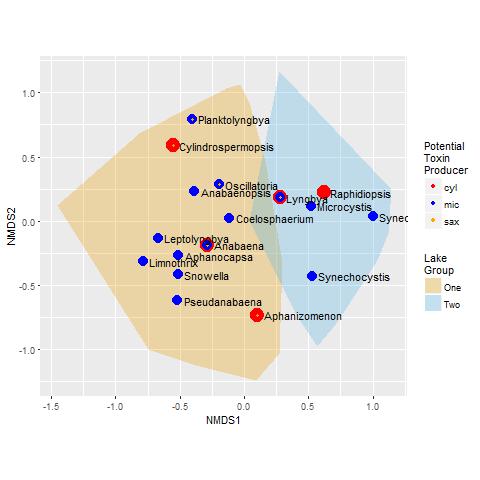 1.0
0.5
0.0
-0.5
-1.0
NMDS2
-1.5
-1.0
-0.5
0.0
0.5
1.0
NMDS1
Planktolyngbya
Cylindrospermopsis
Oscillatoria
Anabaenopsis
Lyngbya
Raphidiopsis
Microcystis
Coelosphaerium
Synec
Leptolyngbya
Anabaena
Aphanocapsa
Limnothrix
Snowella
Synechocystis
Pseudanabaena
Aphanizomenon
Potential
Toxin
Producer
cyl
mic
sax
Lake
Group
One
Two